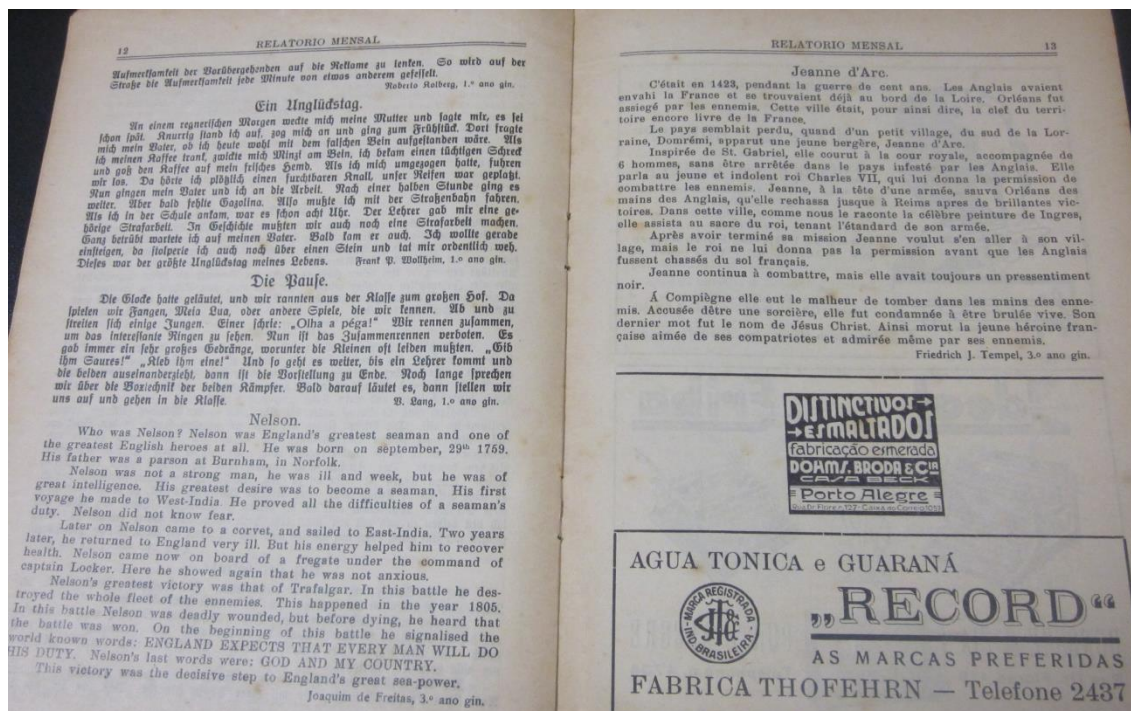 12
RELATORIO MENSAL
Aufmerksamkeit der Vorübergehenden auf die Reklame zu lenken. So wird auf der
Straße die Aufmerksamkeit jede Minute von etwas anderem gefesselt.
Roberto Kolberg, 1.º ano gin.
Ein Unglückstag.
An einem regnerischen Morgen weckte mich meine Mutter und sagte mir, es sei
schon spät. Knurrig stand ich auf, zog mich an und ging zum Frühstück. Dort fragte
mich mein Vater, ob ich heute wohl mit dem falschen Bein aufgestanden wäre. Als
ich meinen Kaffee trank, zwickte mich Minzi am Bein, ich bekam einen tüchtigen Schreck
und goß den Kaffee auf mein frisches Hemd. Als ich mich umgezogen hatte, fuhren
wir los. Da hörte ich plötzlich einen furchtbaren Knall, unser Reifen war geplatzt.
Nun gingen mein Vater und ich an die Arbeit. Nach einer halben Stunde ging es
weiter. Aber bald fehlte Gazolina. Also mußte ich mit der Straßenbahn fahren.
Als ich in der Schule ankam, war es schon acht Uhr. Der Lehrer gab mir eine ge-
hörige Strafarbeit. In Geschichte mußten wir auch noch eine Strafarbeit machen.
Ganz betrübt wartete ich auf meinen Vater. Bald kam er auch. Ich wollte gerade
einsteigen, da stolperte ich auch noch über einen Stein und tat mir ordentlich weh.
Dieses war der größte Unglückstag meines Lebens. Frank P. Wollheim, 1.º ano gin.
Die Pause.
Die Glocke hatte geläutet, und wir rannten aus der Klasse zum großen Hof. Da
spielen wir Fangen, Meia Lua, oder andere Spiele, die wir kennen. Ab und zu
streiten sich einige Jungen. Einer schrie: „Olha a péga!“ Wir rennen zusammen,
um das interessante Ringen zu sehen. Nun ist das Zusammenrennen verboten. Es
gab immer ein sehr großes Gedränge, worunter die Kleinen oft leiden mußten. „Gib
ihm Saures!“ „Kleb ihm eine!“ Und so geht es weiter, bis ein Lehrer kommt und
die beiden auseinanderzieht, dann ist die Vorstellung zu Ende. Noch lange sprechen
wir über die Boxtechnik der beiden Kämpfer. Bald darauf läutet es, dann stellen wir
uns auf und gehen in die Klasse. V. Lang, 1.º ano gin.
Nelson.
Who was Nelson? Nelson was England's greatest seaman and one of
the greatest English heroes at all. He was born on september, 29th 1759.
His father was a parson at Burnham, in Norfolk.
Nelson was not a strong man, he was ill and week, but he was of
great intelligence. His greatest desire was to become a seaman. His first
voyage he made to West-India. He proved all the difficulties of a seaman's
duty. Nelson did not know fear.
Later on Nelson came to a corvet, and sailed to East-India. Two years
later, he returned to England very ill. But his energy helped him to recover
health. Nelson came now on board of a fregate under the command of
captain Locker. Here he showed again that he was not anxious.
Nelson's greatest victory was that of Trafalgar. In this battle he des-
troyed the whole fleet of the ennemies. This happened in the year 1805.
In this battle Nelson was deadly wounded, but before dying, he heard that
the battle was won. On the beginning of this battle he signalised the
world known words: ENGLAND EXPECTS THAT EVERY MAN WILL DO
HIS DUTY. Nelson's last words were: GOD AND MY COUNTRY.
This victory was the decisive step to England's great sea-power.
Joaquim de Freitas, 3.º ano gin.
RELATORIO MENSAL
13
Jeanne d'Arc.
C'était en 1423, pendant la guerre de cent ans. Les Anglais avaient
envahi la France et se trouvaient déjà au bord de la Loire. Orléans fut
assiegé par les ennemis. Cette ville était, pour ainsi dire, la clef du terri-
toire encore livre de la France.
Le pays semblait perdu, quand d'un petit village, du sud de la Lor-
raine, Domrémi, apparut une jeune bergère, Jeanne d'Arc.
Inspirée de St. Gabriel, elle courut à la cour royale, accompagnée de
6 hommes, sans être arrêtée dans le pays infesté par les Anglais. Elle
parla au jeune et indolent roi Charles VII, qui lui donna la permission de
combattre les ennemis. Jeanne, à la tête d'une armée, sauva Orléans des
mains des Anglais, qu'elle rechassa jusque à Reims apres de brillantes vic-
toires. Dans cette ville, comme nous le raconte la célèbre peinture de Ingres,
elle assista au sacre du roi, tenant l'étandard de son armée.
Après avoir terminé sa mission Jeanne voulut s'en aller à son vil-
lage, mais le roi ne lui donna pas la permission avant que les Anglais
fussent chassés du sol français.
Jeanne continua à combattre, mais elle avait toujours un pressentiment
noir.
Á Compiègne elle eut le malheur de tomber dans les mains des enne-
mis. Accusée dêtre une sorcière, elle fut condamnée à être brulée vive. Son
dernier mot fut le nom de Jésus Christ. Ainsi morut la jeune héroine fran-
çaise aimée de ses compatriotes et admirée même par ses ennemis.
Friedrich J. Tempel, 3.º ano gin.
DISTINCTIVOS
ESMALTADOS
fabricação esmerada
DOHMS, BRODA & CIA
CASA BECK
Porto Alegre
AGUA TONICA e GUARANÁ
MARCA REGISTRADA
IND. BRASILEIRA
„RECORD“
AS MARCAS PREFERIDAS
FABRICA THOFEHRN — Telefone 2437